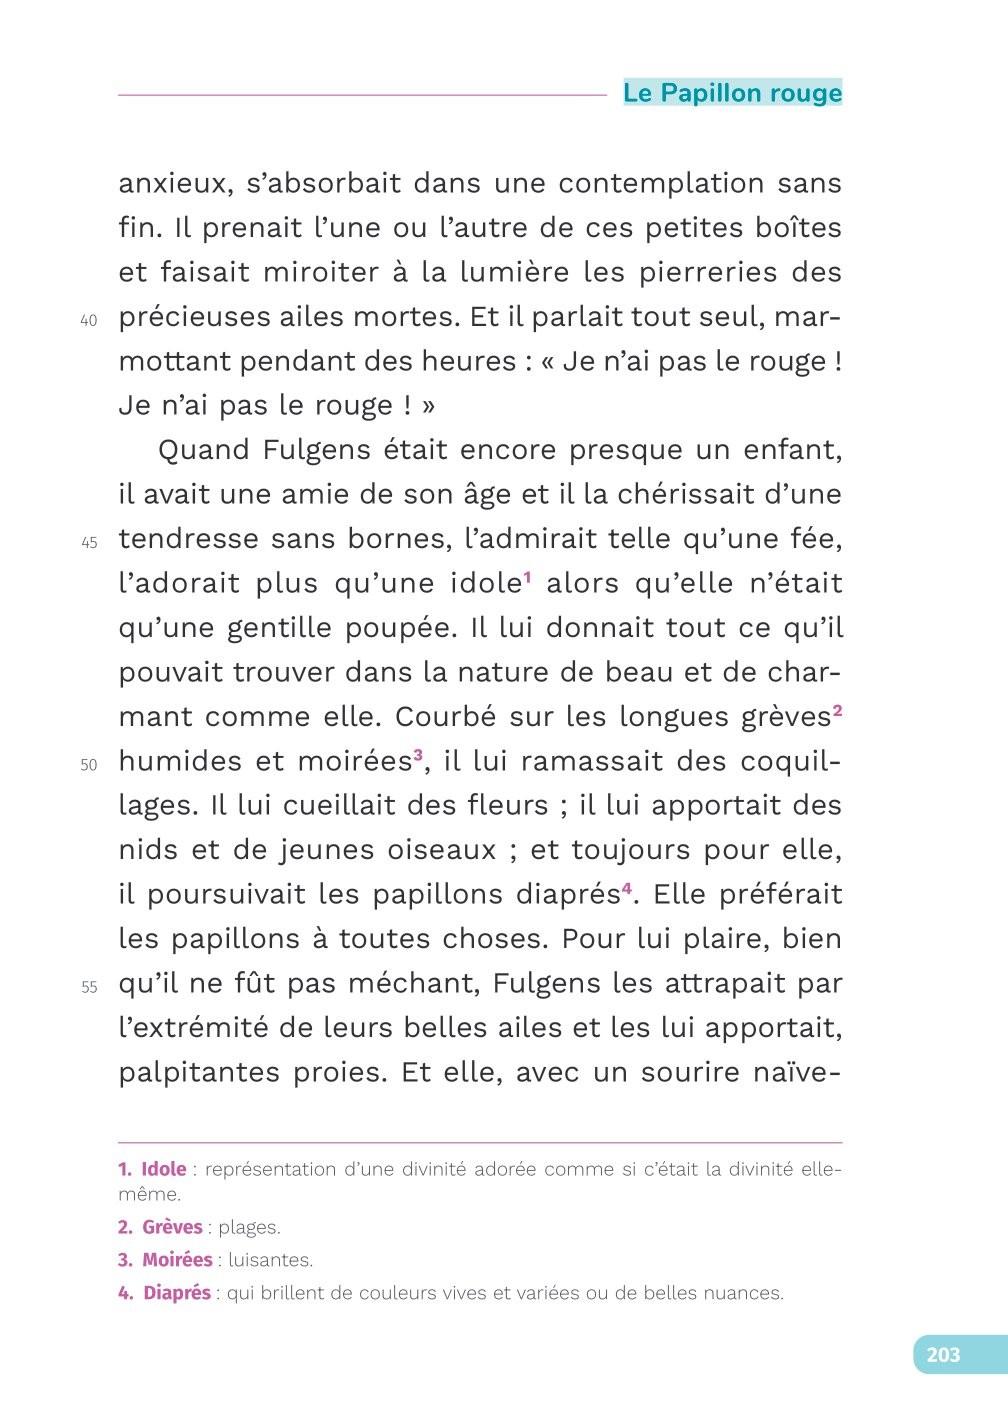 Le Papillon rouge
anxieux, s’absorbait dans une contemplation sans
fin. Il prenait l’une ou l’autre de ces petites boîtes
et faisait miroiter à la lumière les pierreries des
40 précieuses ailes mortes. Et il parlait tout seul, mar-
mottant pendant des heures : « Je n’ai pas le rouge !
Je n’ai pas le rouge ! »
Quand Fulgens était encore presque un enfant,
il avait une amie de son âge et il la chérissait d’une
45 tendresse sans bornes, l’admirait telle qu’une fée,
l’adorait plus qu’une idole1 alors qu’elle n’était
qu’une gentille poupée. Il lui donnait tout ce qu’il
pouvait trouver dans la nature de beau et de char-
mant comme elle. Courbé sur les longues grèves2
50 humides et moirées3, il lui ramassait des coquil-
lages. Il lui cueillait des fleurs ; il lui apportait des
nids et de jeunes oiseaux ; et toujours pour elle,
il poursuivait les papillons diaprés4. Elle préférait
les papillons à toutes choses. Pour lui plaire, bien
55 qu’il ne fût pas méchant, Fulgens les attrapait par
l’extrémité de leurs belles ailes et les lui apportait,
palpitantes proies. Et elle, avec un sourire naïve-
1. Idole : représentation d’une divinité adorée comme si c’était la divinité elle-
même.
2. Grèves : plages.
3. Moirées : luisantes.
4. Diaprés : qui brillent de couleurs vives et variées ou de belles nuances.
203